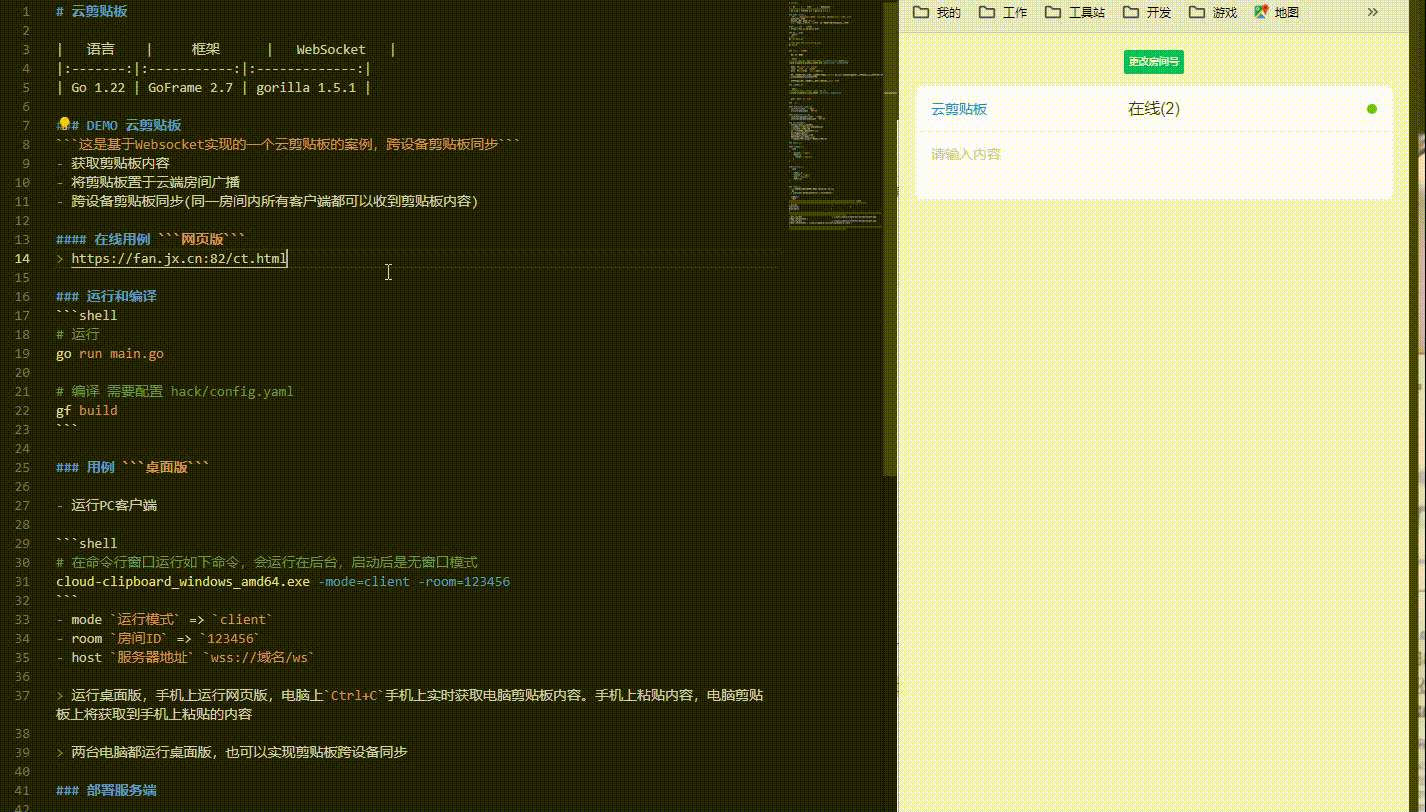 1 # 云剪贴板
2
3 | 语言 | 框架 | WebSocket |
4 |:-------:|:-----------:|:-------------:|
5 | Go 1.22 | GoFrame 2.7 | gorilla 1.5.1 |
6
7 ### DEMO 云剪贴板
8 ```这是基于Websocket实现的一个云剪贴板的案例，跨设备剪贴板同步```
9 - 获取剪贴板内容
10 - 将剪贴板置于云端房间广播
11 - 跨设备剪贴板同步(同一房间内所有客户端都可以收到剪贴板内容)
12
13 #### 在线用例 ```网页版```
14 > https://fan.jx.cn:82/ct.html
15
16 ### 运行和编译
17 ```shell
18 # 运行
19 go run main.go
20
21 # 编译 需要配置 hack/config.yaml
22 gf build
23 ```
24
25 ### 用例 ```桌面版```
26
27 - 运行PC客户端
28
29 ```shell
30 # 在命令行窗口运行如下命令，会运行在后台，启动后是无窗口模式
31 cloud-clipboard_windows_amd64.exe -mode=client -room=123456
32 ```
33 - mode `运行模式` => `client`
34 - room `房间ID` => `123456`
35 - host `服务器地址` `wss://域名/ws`
36
37 > 运行桌面版，手机上运行网页版，电脑上`Ctrl+C`手机上实时获取电脑剪贴板内容。手机上粘贴内容，电脑剪贴
板上将获取到手机上粘贴的内容
38
39 > 两台电脑都运行桌面版，也可以实现剪贴板跨设备同步
40
41 ### 部署服务端
42
我的 工作 工具站 开发 游戏 地图 »
更改房间号
云剪贴板 在线(2)
请输入内容